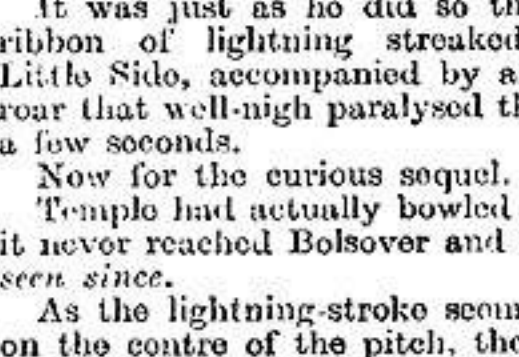 It was just as he did so th
ribbon of lightning streaked
Little Side, accompanied by a
roar that well-nigh paralysed th
a few seconds.
Now for the curious sequel.
Temple had actually bowled
it never reached Bolsover and
seen since.
As the lightning-stroke seem
on the centre of the pitch, the